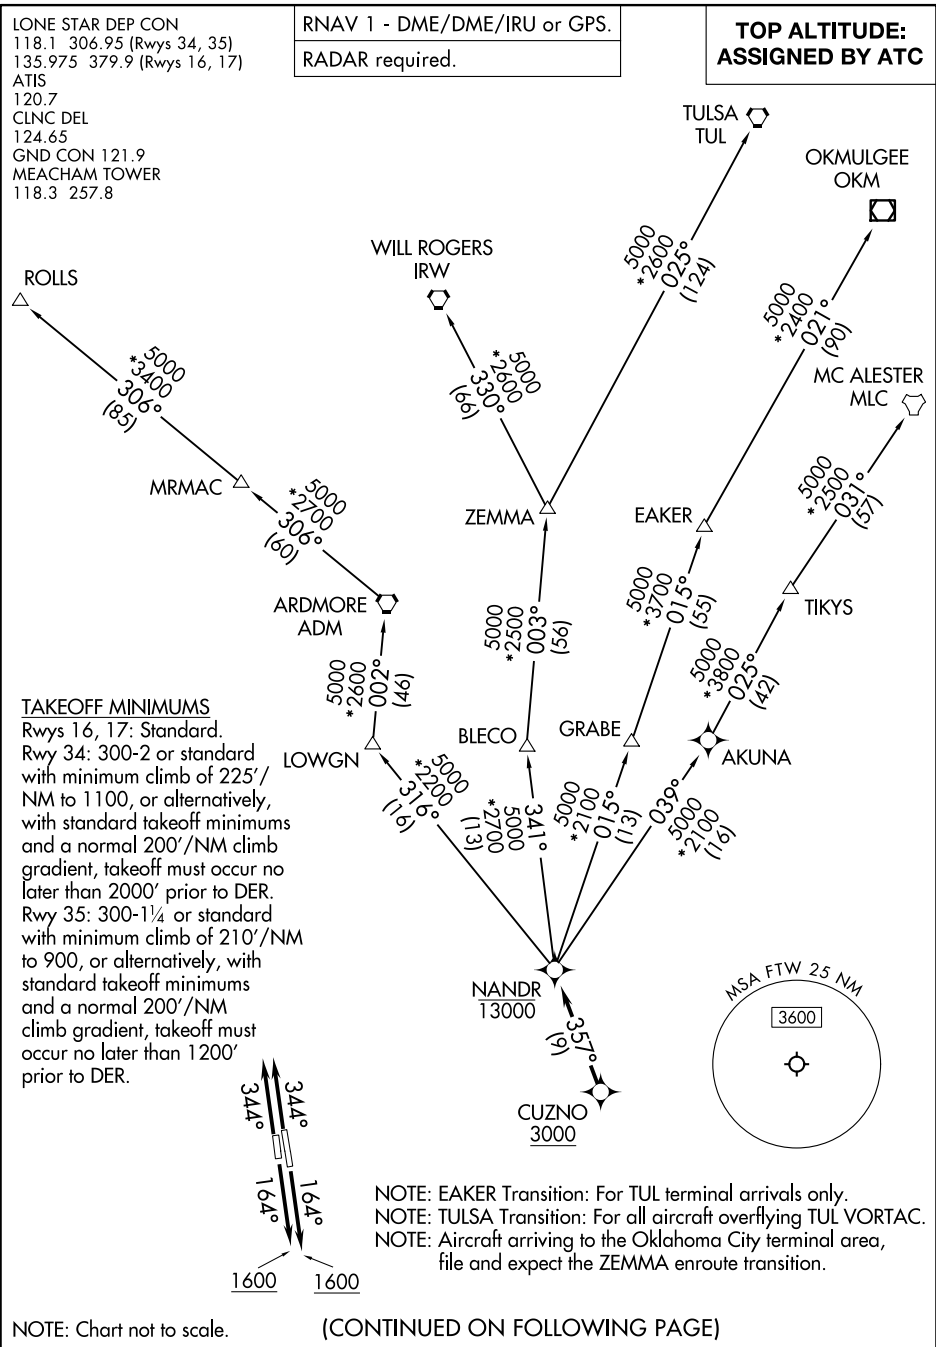 LONE STAR DEP CON
118.1 306.95 (Rwys 34, 35)
135.975 379.9 (Rwys 16, 17)
ATIS
120.7
CLNC DEL
124.65
GND CON 121.9
MEACHAM TOWER
118.3 257.8
RNAV 1 - DME/DME/IRU or GPS.
RADAR required.
TOP ALTITUDE:
ASSIGNED BY ATC
TULSA
TUL
OKMULGEE
OKM
WILL ROGERS
IRW
ROLLS
5000
*2600
025°
(124)
5000
*2400
021°
(90)
5000
*2600
330°
(66)
5000
*3400
306°
(85)
MC ALESTER
MLC
MRMAC
5000
*2700
306°
(60)
ZEMMA
EAKER
5000
*2500
031°
(57)
ARDMORE
ADM
5000
*2500
003°
(56)
5000
*3700
015°
(55)
TIKYS
5000
*2600
002°
(46)
5000
*3800
025°
(42)
LOWGN
BLECO
GRABE
AKUNA
5000
*2200
316°
(16)
341°
5000
*2700
(13)
5000
*2100
015°
(13)
039°
5000
*2100
(16)
TAKEOFF MINIMUMS
Rwys 16, 17: Standard.
Rwy 34: 300-2 or standard
with minimum climb of 225'/
NM to 1100, or alternatively,
with standard takeoff minimums
and a normal 200'/NM climb
gradient, takeoff must occur no
later than 2000' prior to DER.
Rwy 35: 300-1¼ or standard
with minimum climb of 210'/NM
to 900, or alternatively, with
standard takeoff minimums
and a normal 200'/NM
climb gradient, takeoff must
occur no later than 1200'
prior to DER.
NANDR
13000
357°
(9)
CUZNO
3000
MSA FTW 25 NM
3600
344°
344°
164°
164°
1600
1600
NOTE: EAKER Transition: For TUL terminal arrivals only.
NOTE: TULSA Transition: For all aircraft overflying TUL VORTAC.
NOTE: Aircraft arriving to the Oklahoma City terminal area,
file and expect the ZEMMA enroute transition.
NOTE: Chart not to scale.
(CONTINUED ON FOLLOWING PAGE)